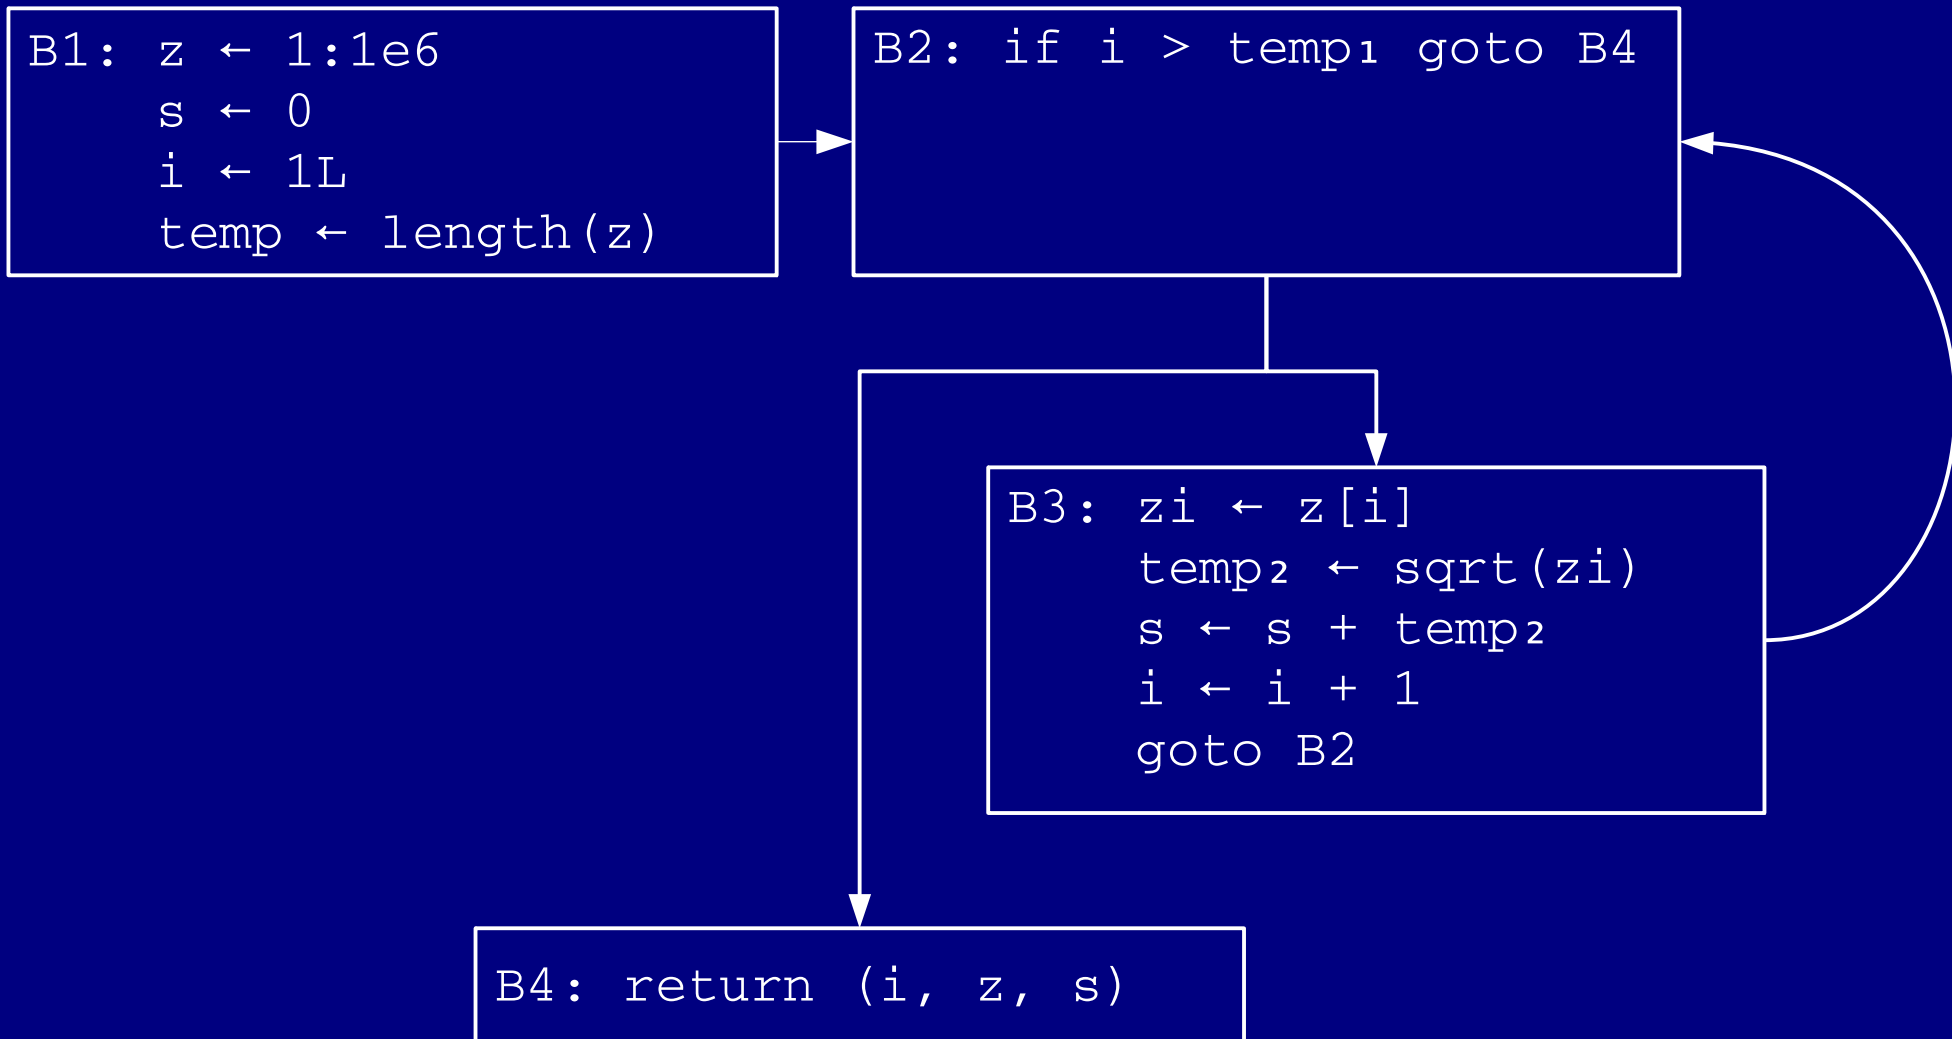 B1: z ← 1:1e6
s ← 0
i ← 1L
temp ← length(z)
B2: if i > temp₁ goto B4
B3: zi ← z[i]
temp₂ ← sqrt(zi)
s ← s + temp₂
i ← i + 1
goto B2
B4: return (i, z, s)